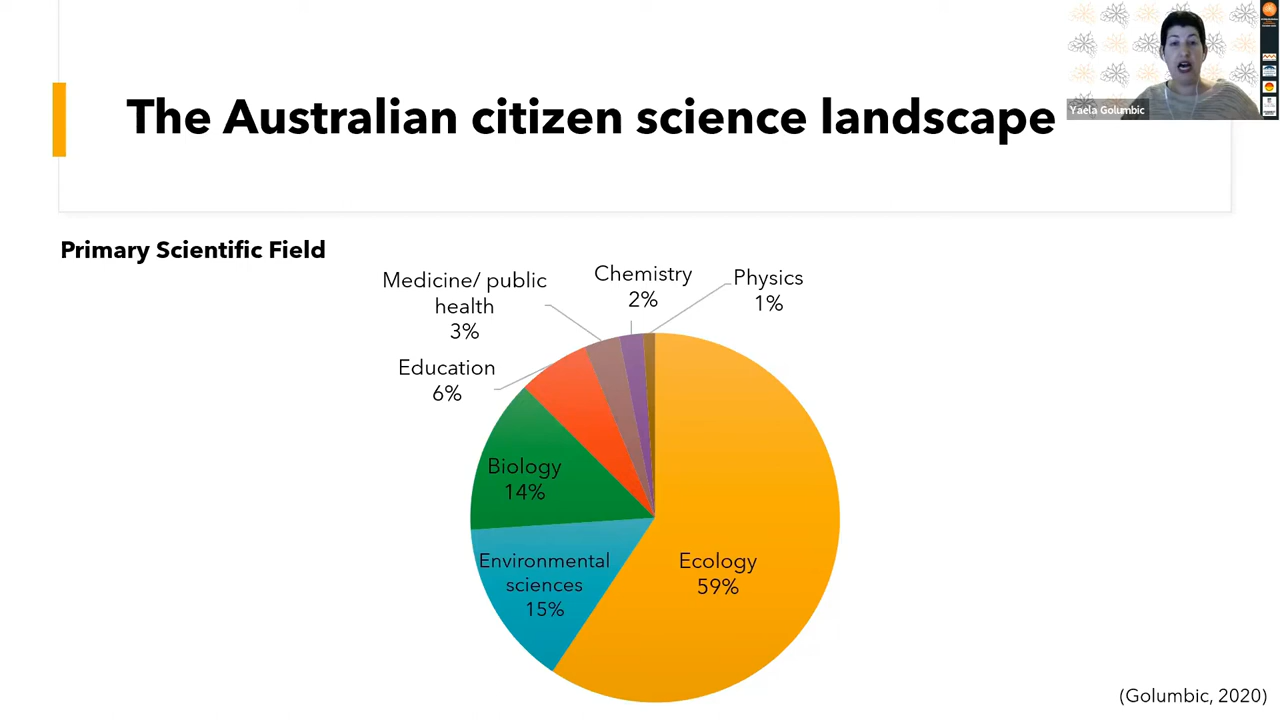 The Australian citizen science landscape
Yaela Golumbic
Primary Scientific Field
Medicine/ public
health
3%
Chemistry
2%
Physics
1%
Education
6%
Biology
14%
Environmental
sciences
15%
Ecology
59%
(Golumbic, 2020)